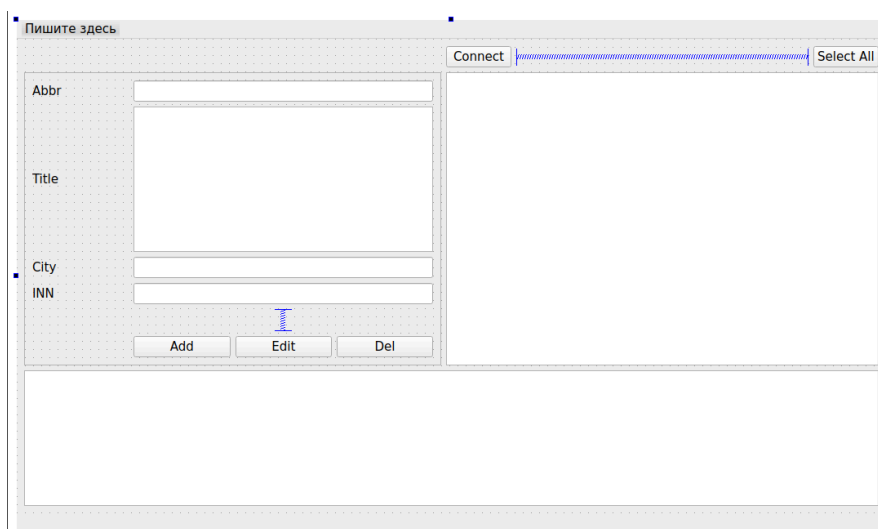 Пишите здесь
Connect
Select All
Abbr
Title
City
INN
Add
Edit
Del